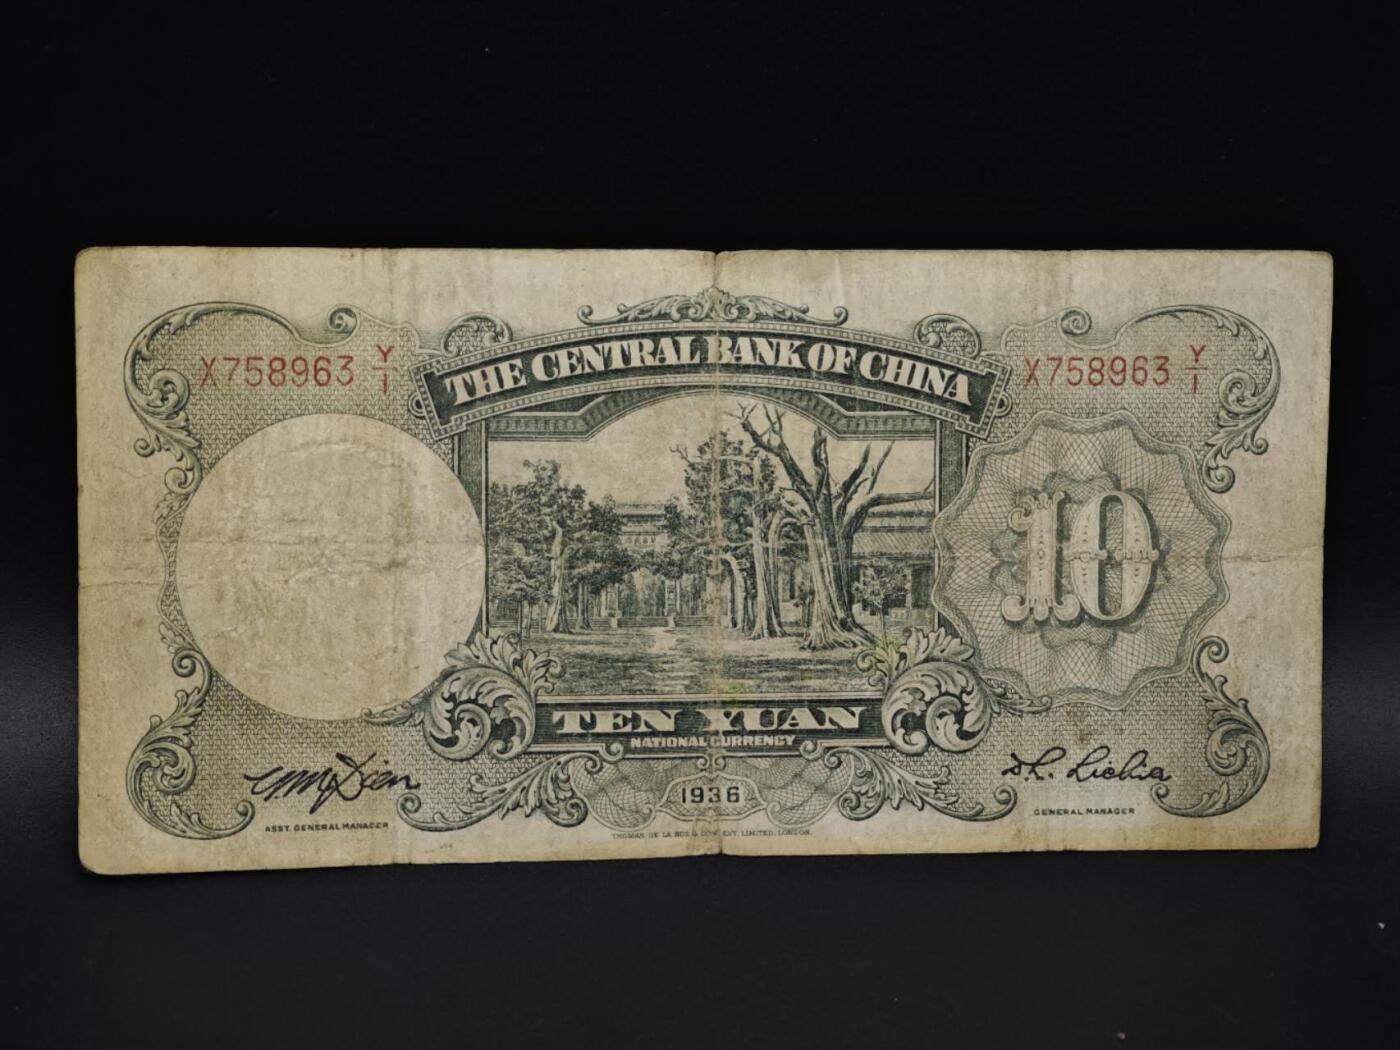 THE CENTRAL BANK OF CHINA
X758963 Y/1
X758963 Y/1
10
TEN YUAN
NATIONAL CURRENCY
1936
ASST. GENERAL MANAGER
GENERAL MANAGER
THOMAS DE LA RUE & COMPANY, LIMITED, LONDON.